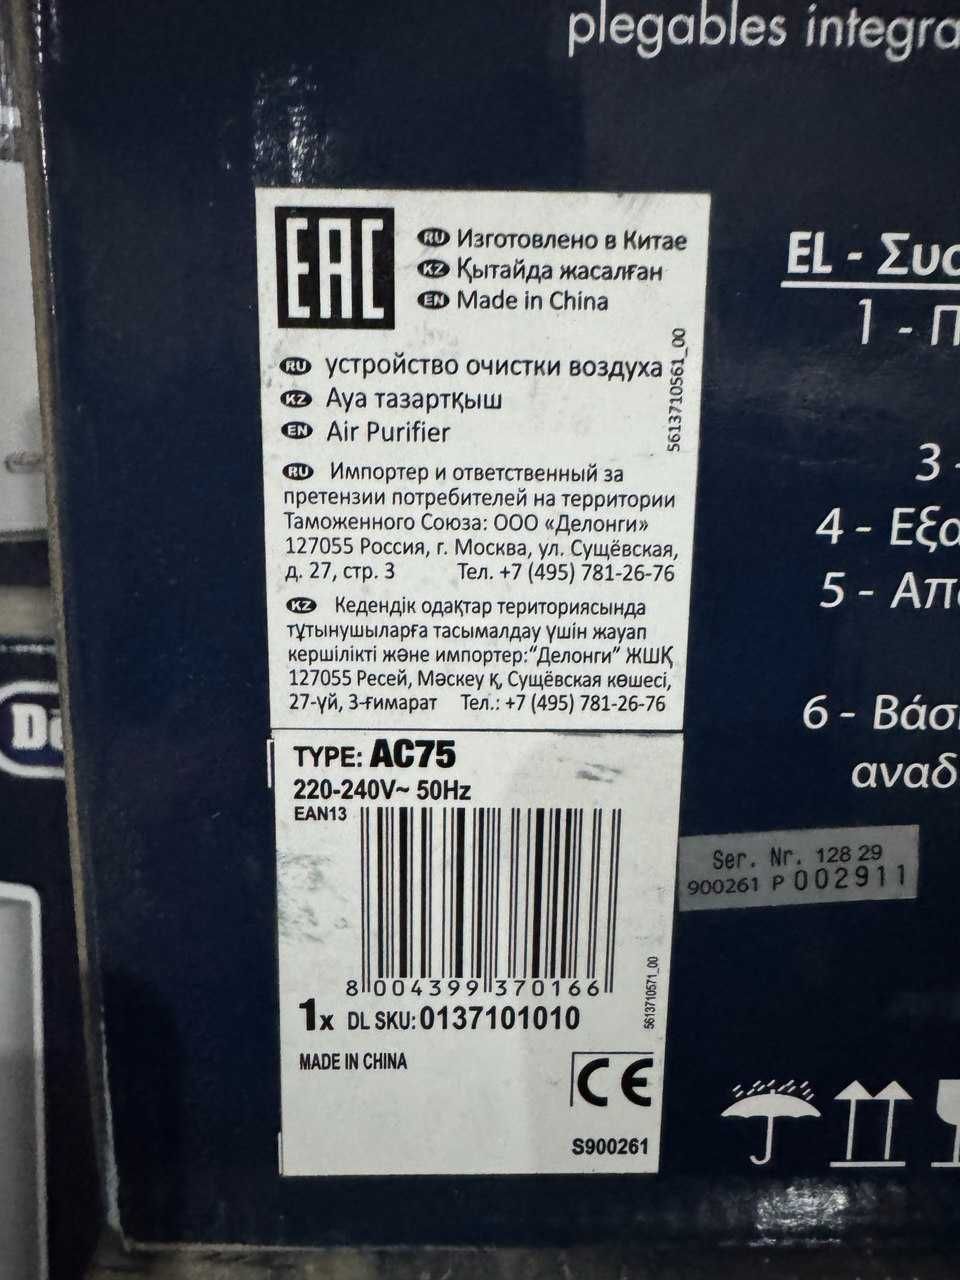 plegables integra
EAC
RU Изготовлено в Китае
KZ Қытайда жасалған
EN Made in China
RU устройство очистки воздуха
KZ Ауа тазартқыш
EN Air Purifier
5613710561_00
RU Импортер и ответственный за
претензии потребителей на территории
Таможенного Союза: ООО «Делонги»
127055 Россия, г. Москва, ул. Сущёвская,
д. 27, стр. 3 Тел. +7 (495) 781-26-76
KZ Кедендік одақтар териториясында
тұтынушыларға тасымалдау үшін жауап
кершілікті және импортер:"Делонги" ЖШҚ
127055 Ресей, Мәскеу қ, Сущёвская көшесі,
27-үй, 3-ғимарат Тел.: +7 (495) 781-26-76
TYPE: AC75
220-240V~ 50Hz
EAN13
8 004399 370166
1x DL SKU: 0137101010
5613710571_00
MADE IN CHINA
CE
S900261
EL - Συσ
1 - Π
3 -
4 - Εξα
5 - Απ
6 - Βάσ
αναδ
Ser. Nr. 128 29
900261 P 002911
De